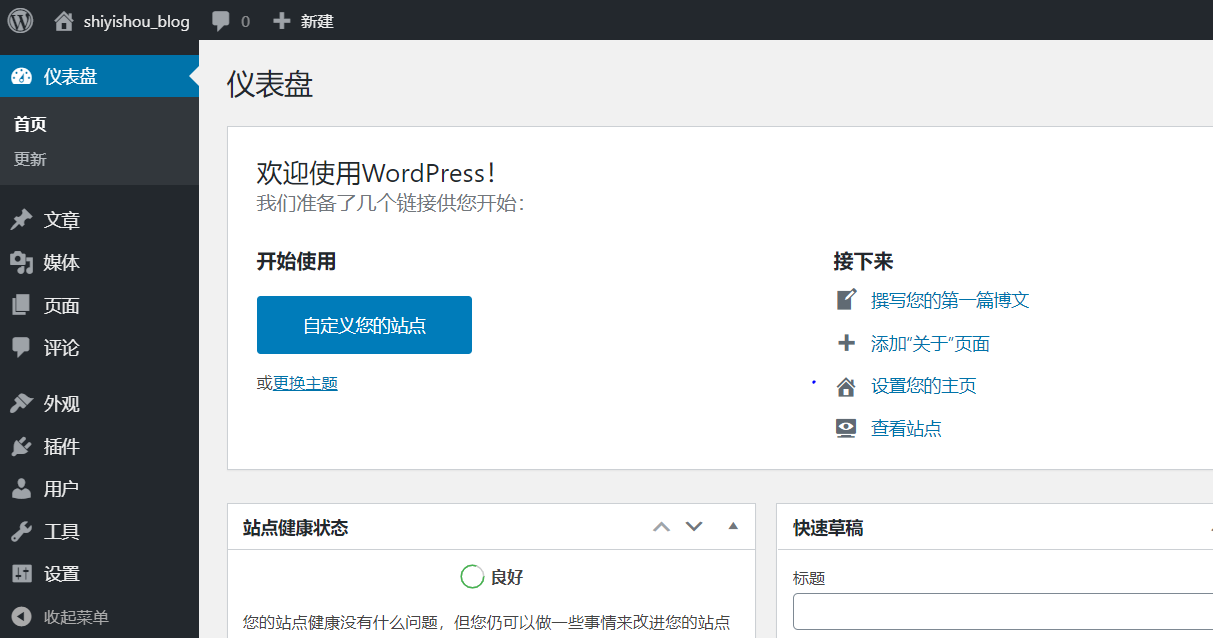 shiyishou_blog 0 新建
仪表盘
首页
更新
文章
媒体
页面
评论
外观
插件
用户
工具
设置
收起菜单
仪表盘
欢迎使用WordPress！
我们准备了几个链接供您开始：
开始使用
自定义您的站点
或更换主题
接下来
撰写您的第一篇博文
添加“关于”页面
设置您的主页
查看站点
站点健康状态
良好
您的站点健康没有什么问题，但您仍可以做一些事情来改进您的站点
快速草稿
标题